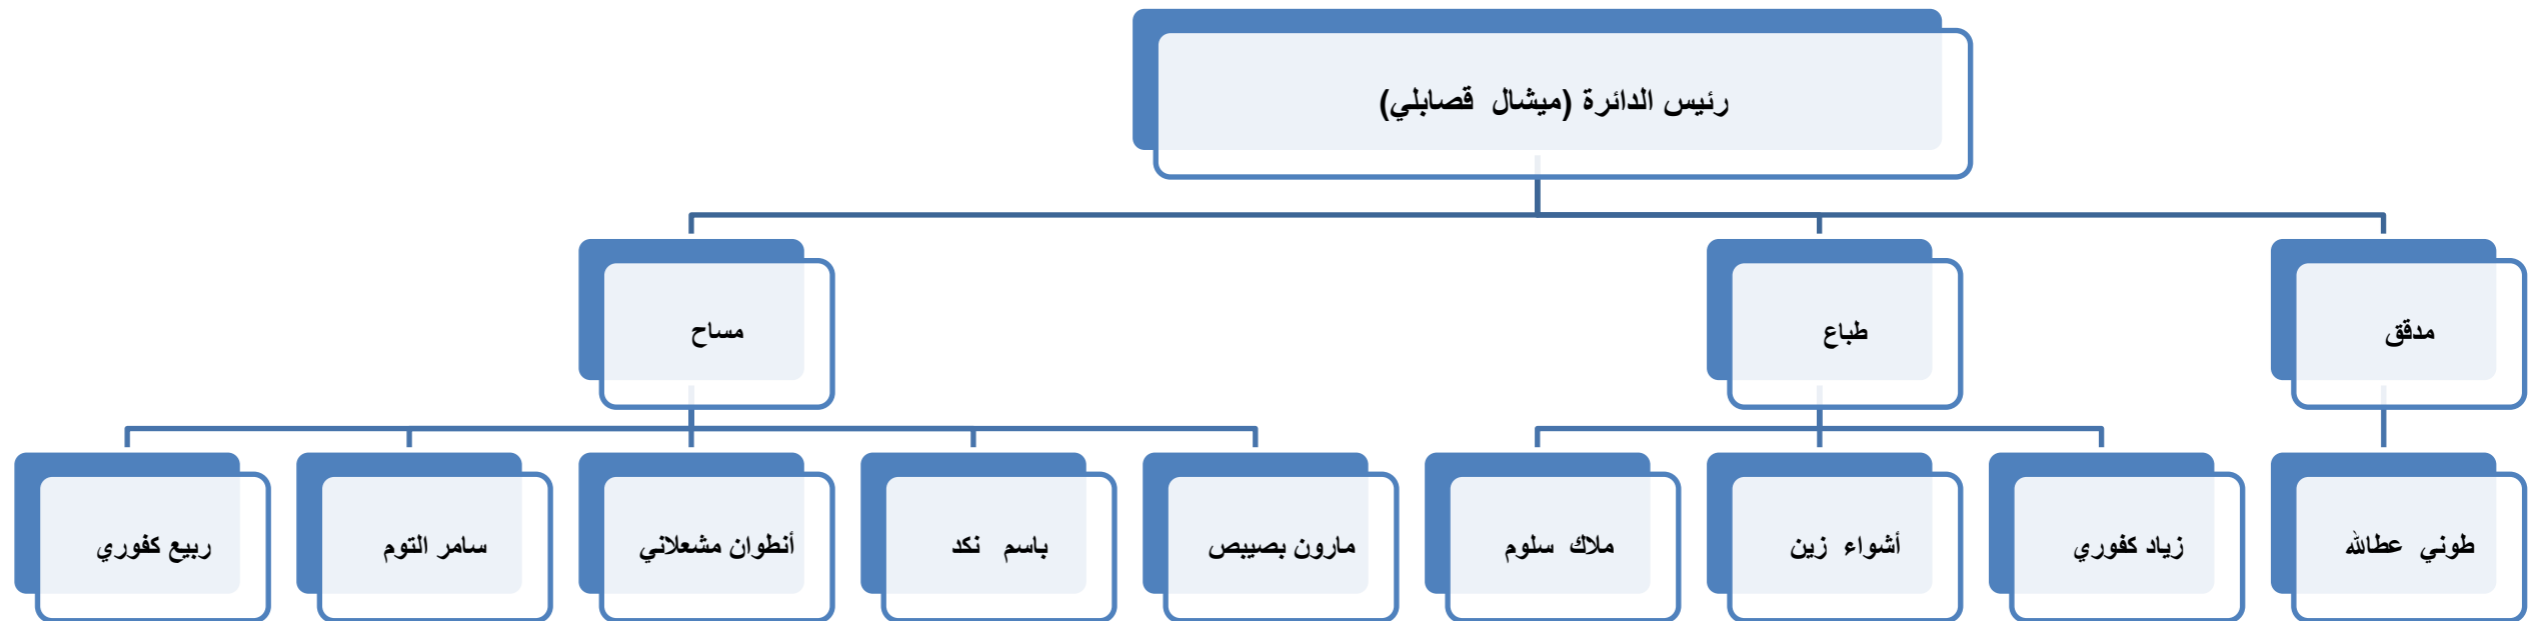 رئيس الدائرة (ميشال قصابلي)
مدقق
طباع
مساح
طوني عطالله
زياد كفوري
أشواء زين
ملاك سلوم
مارون بصيبص
باسم نكد
أنطوان مشعلاني
سامر التوم
ربيع كفوري